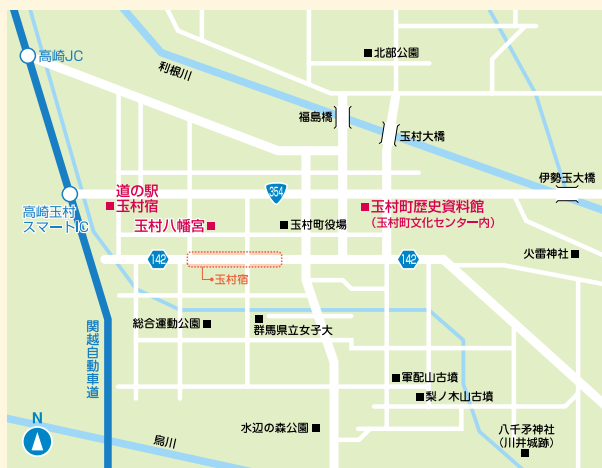 高崎JC
利根川
北部公園
福島橋
玉村大橋
伊勢玉大橋
道の駅
玉村宿
高崎玉村
スマートIC
354
玉村八幡宮
玉村町役場
玉村町歴史資料館
(玉村町文化センター内)
142
142
火雷神社
玉村宿
関越自動車道
総合運動公園
群馬県立女子大
軍配山古墳
梨ノ木山古墳
水辺の森公園
八千矛神社
(川井城跡)
N
烏川